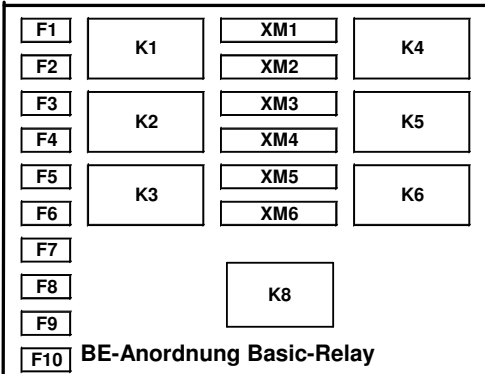 F1 K1 XM1 K4
F2 XM2
F3 K2 XM3 K5
F4 XM4
F5 K3 XM5 K6
F6 XM6
F7
F8 K8
F9
F10 BE-Anordnung Basic-Relay